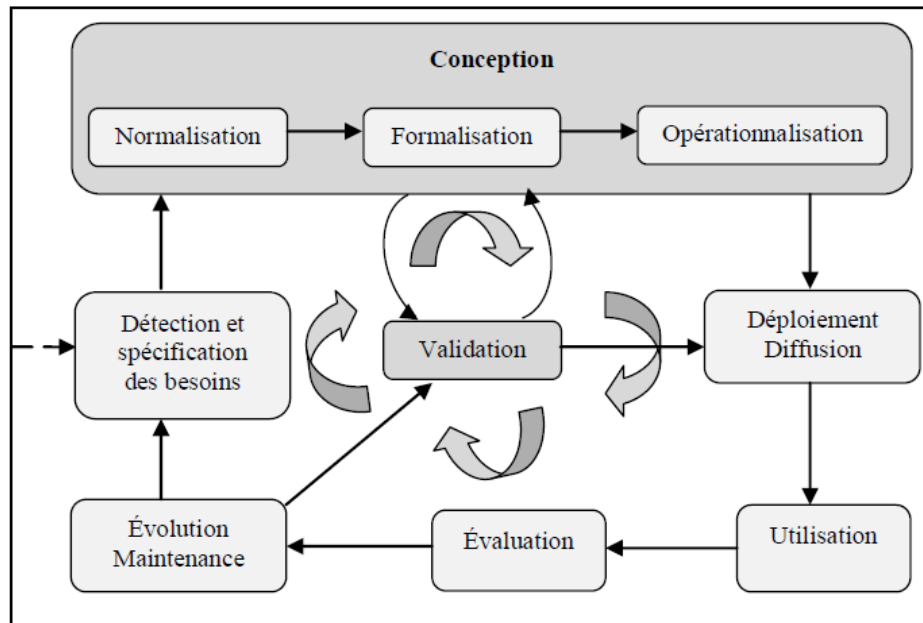 Conception
Normalisation
Formalisation
Opérationnalisation
Détection et
spécification
des besoins
Validation
Déploiement
Diffusion
Évolution
Maintenance
Évaluation
Utilisation